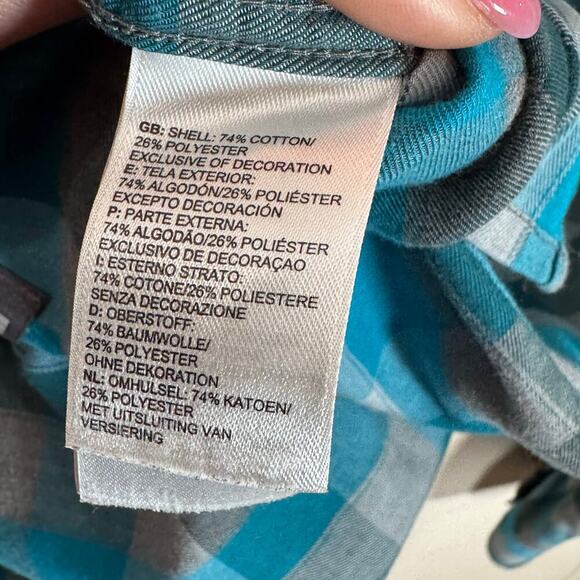 GB: SHELL: 74% COTTON/
26% POLYESTER
EXCLUSIVE OF DECORATION
E: TELA EXTERIOR:
74% ALGODÓN/26% POLIÉSTER
EXCEPTO DECORACIÓN
P: PARTE EXTERNA:
74% ALGODÃO/26% POLIÉSTER
EXCLUSIVO DE DECORAÇAO
I: ESTERNO STRATO:
74% COTONE/26% POLIESTERE
SENZA DECORAZIONE
D: OBERSTOFF:
74% BAUMWOLLE/
26% POLYESTER
OHNE DEKORATION
NL: OMHULSEL: 74% KATOEN/
26% POLYESTER
MET UITSLUITING VAN
VERSIERING